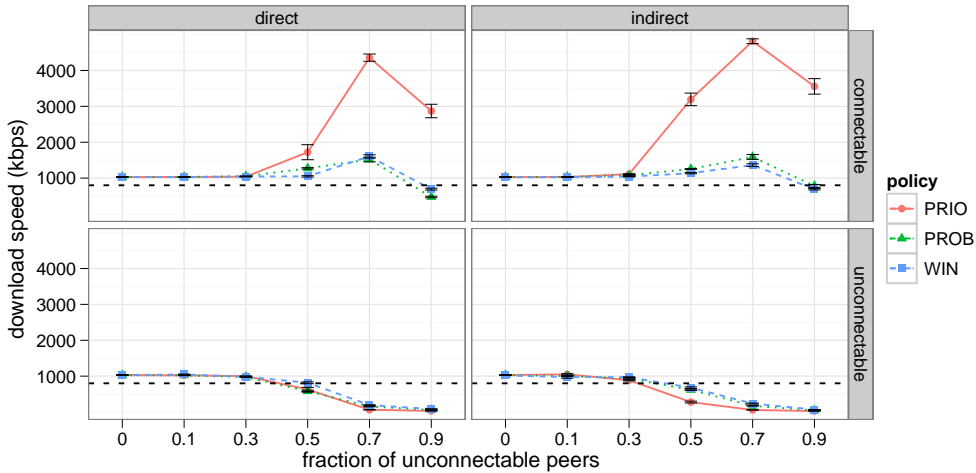 direct
indirect
download speed (kbps)
4000
3000
2000
1000
connectable
4000
3000
2000
1000
unconnectable
0 0.1 0.3 0.5 0.7 0.9
0 0.1 0.3 0.5 0.7 0.9
fraction of unconnectable peers
policy
PRIO
PROB
WIN